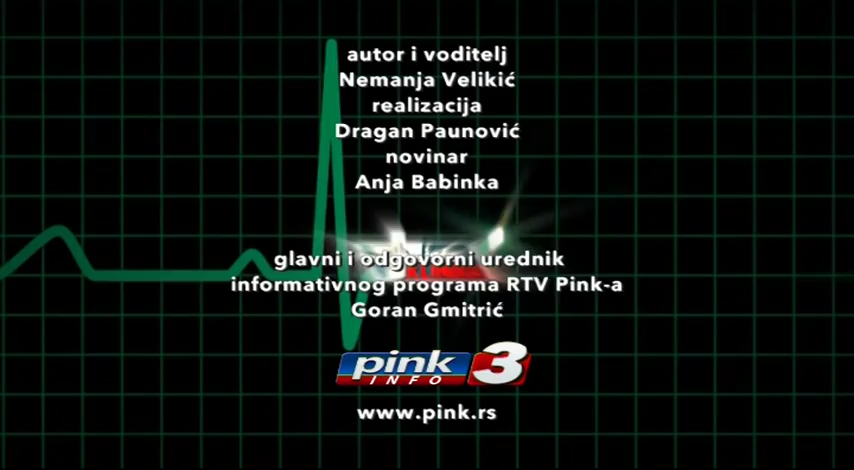 autor i voditelj
Nemanja Velikić
realizacija
Dragan Paunović
novinar
Anja Babinka
glavni i odgovorni urednik
informativnog programa RTV Pink-a
Goran Gmitrić
pink 3
INFO
www.pink.rs